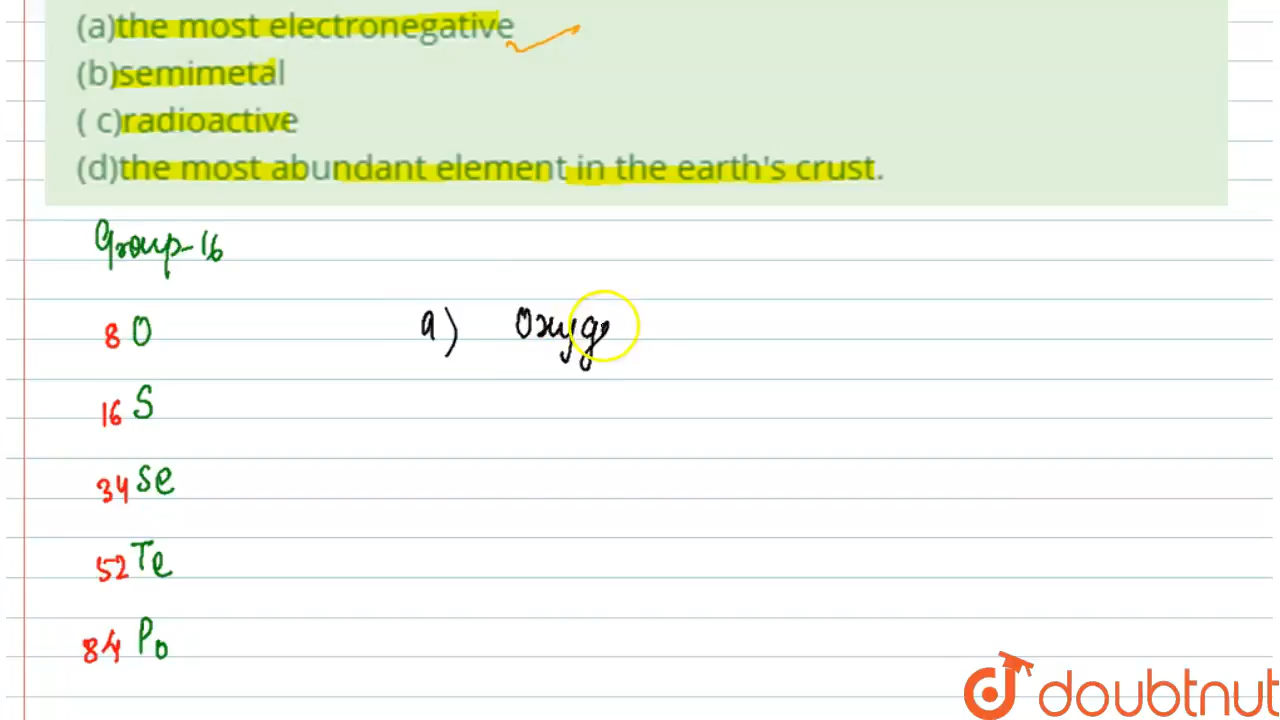 (a)the most electronegative
(b)semimetal
( c)radioactive
(d)the most abundant element in the earth's crust.
Group-16
8 O
a) Oxyge
16 S
34 Se
52 Te
84 Po
doubtnut